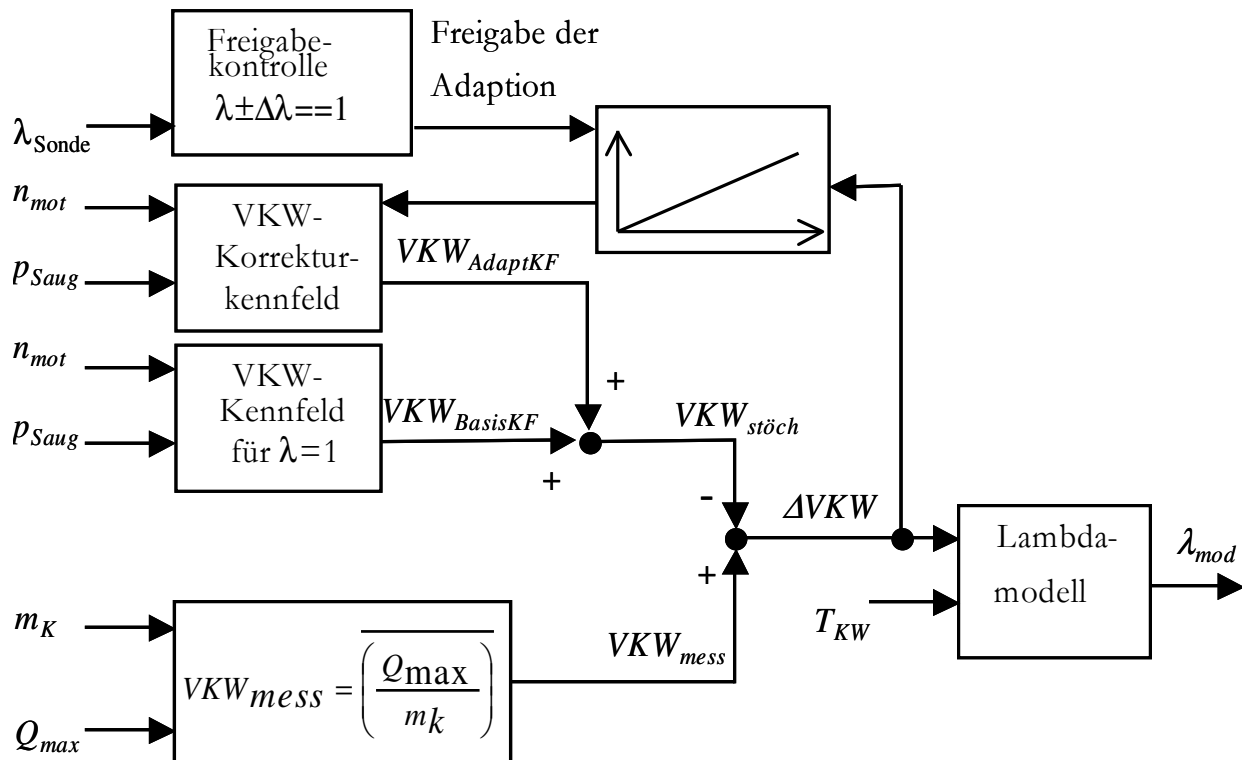 Freigabe-
kontrolle
λ±Δλ==1
Freigabe der
Adaption
λSonde
nmot
pSaug
VKW-
Korrektur-
kennfeld
VKWAdaptKF
nmot
pSaug
VKW-
Kennfeld
für λ=1
VKWBasisKF
+
+
VKWstöch
-
+
ΔVKW
Lambda-
modell
λmod
TKW
mK
Qmax
VKWmess = (Qmax / mk)
VKWmess